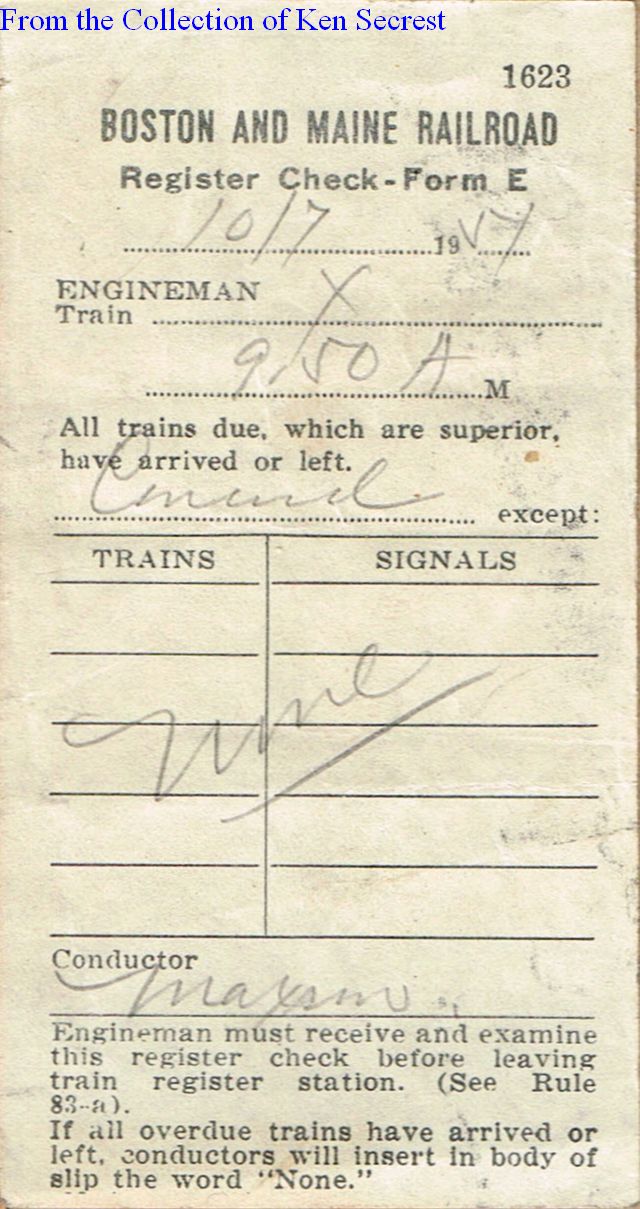 From the Collection of Ken Secrest
1623
BOSTON AND MAINE RAILROAD
Register Check-Form E
10/7 19
ENGINEMAN
Train X
9.50 A M
All trains due, which are superior,
have arrived or left.
Concord except:
TRAINS SIGNALS
None
Conductor
Maxson
Engineman must receive and examine
this register check before leaving
train register station. (See Rule
83-a).
If all overdue trains have arrived or
left, conductors will insert in body of
slip the word "None."